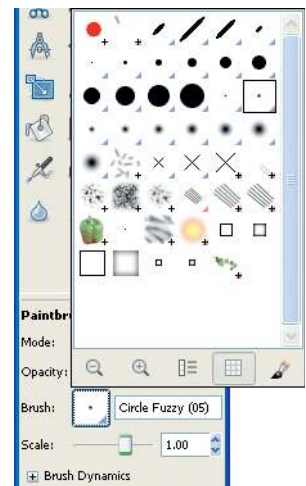 Paintbr
Mode:
Opacity:
Brush:
Circle Fuzzy (05)
Scale:
1.00
Brush Dynamics